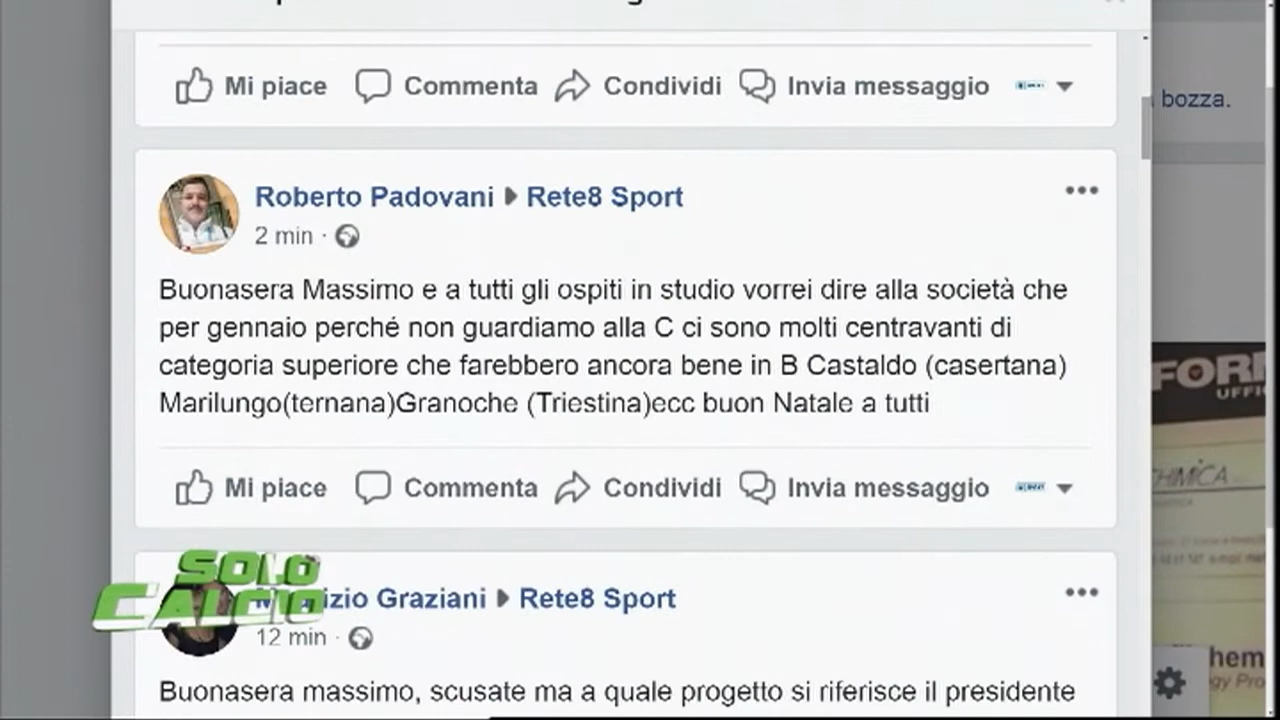 Mi piace Commenta Condividi Invia messaggio
bozza.
Roberto Padovani Rete8 Sport
2 min ·
Buonasera Massimo e a tutti gli ospiti in studio vorrei dire alla società che
per gennaio perché non guardiamo alla C ci sono molti centravanti di
categoria superiore che farebbero ancora bene in B Castaldo (casertana)
Marilungo(ternana)Granoche (Triestina)ecc buon Natale a tutti
Mi piace Commenta Condividi Invia messaggio
SOLO
CALCIO
Graziani Rete8 Sport
12 min ·
Buonasera massimo, scusate ma a quale progetto si riferisce il presidente